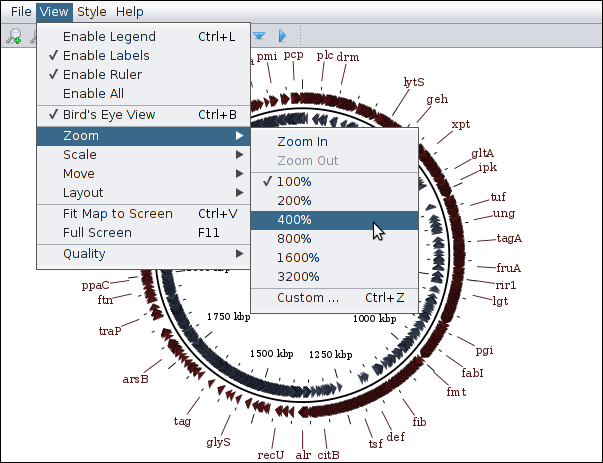 File View Style Help
Enable Legend Ctrl+L
✓ Enable Labels
✓ Enable Ruler
Enable All
✓ Bird's Eye View Ctrl+B
Zoom
Scale
Move
Layout
Fit Map to Screen Ctrl+V
Full Screen F11
Quality
Zoom In
Zoom Out
✓ 100%
200%
400%
800%
1600%
3200%
Custom ... Ctrl+Z
pmi
pcp
plc
drm
lytS
geh
xpt
gltA
ipk
tuf
ung
tagA
fruA
rir1
lgt
pgi
fabI
fmt
fib
def
tsf
citB
alr
recU
glyS
tag
arsB
traP
ftn
ppaC
1000 kbp
1250 kbp
1500 kbp
1750 kbp